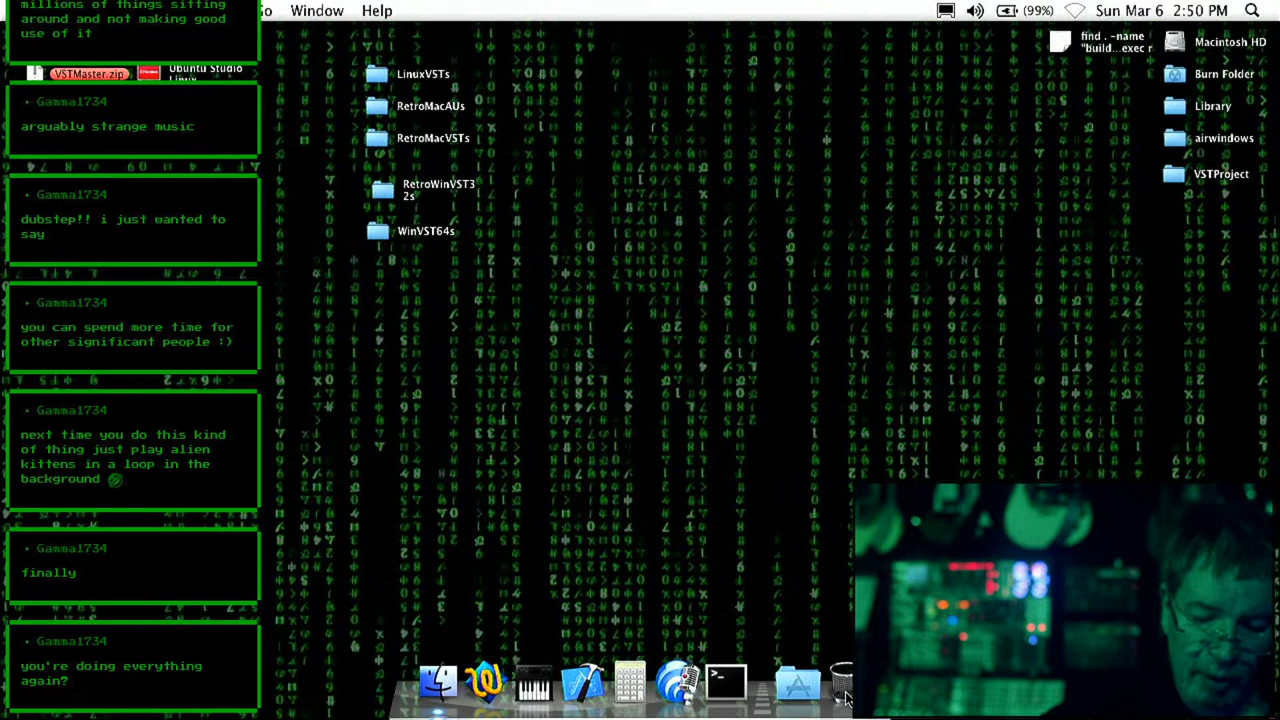 Window Help
(99%) Sun Mar 6 2:50 PM
millions of things sitting
around and not making good
use of it
VSTMaster.zip
Ubuntu Studio
Gamma1734
arguably strange music
Gamma1734
dubstep!! i just wanted to
say
Gamma1734
you can spend more time for
other significant people :)
Gamma1734
next time you do this kind
of thing just play alien
kittens in a loop in the
background
Gamma1734
finally
Gamma1734
you're doing everything
again?
LinuxVSTs
RetroMacAUs
RetroMacVSTs
RetroWinVST3
2s
WinVST64s
find . -name
"build...exec r
Macintosh HD
Burn Folder
Library
airwindows
VSTProject